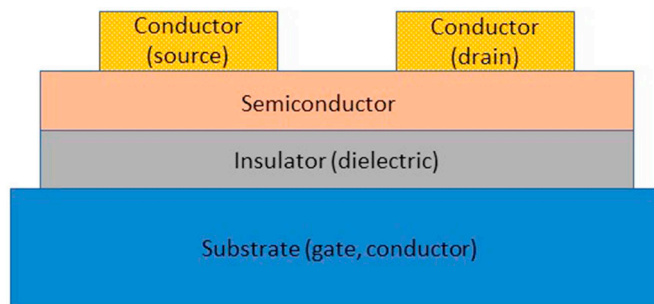 Conductor
(source)
Conductor
(drain)
Semiconductor
Insulator (dielectric)
Substrate (gate, conductor)